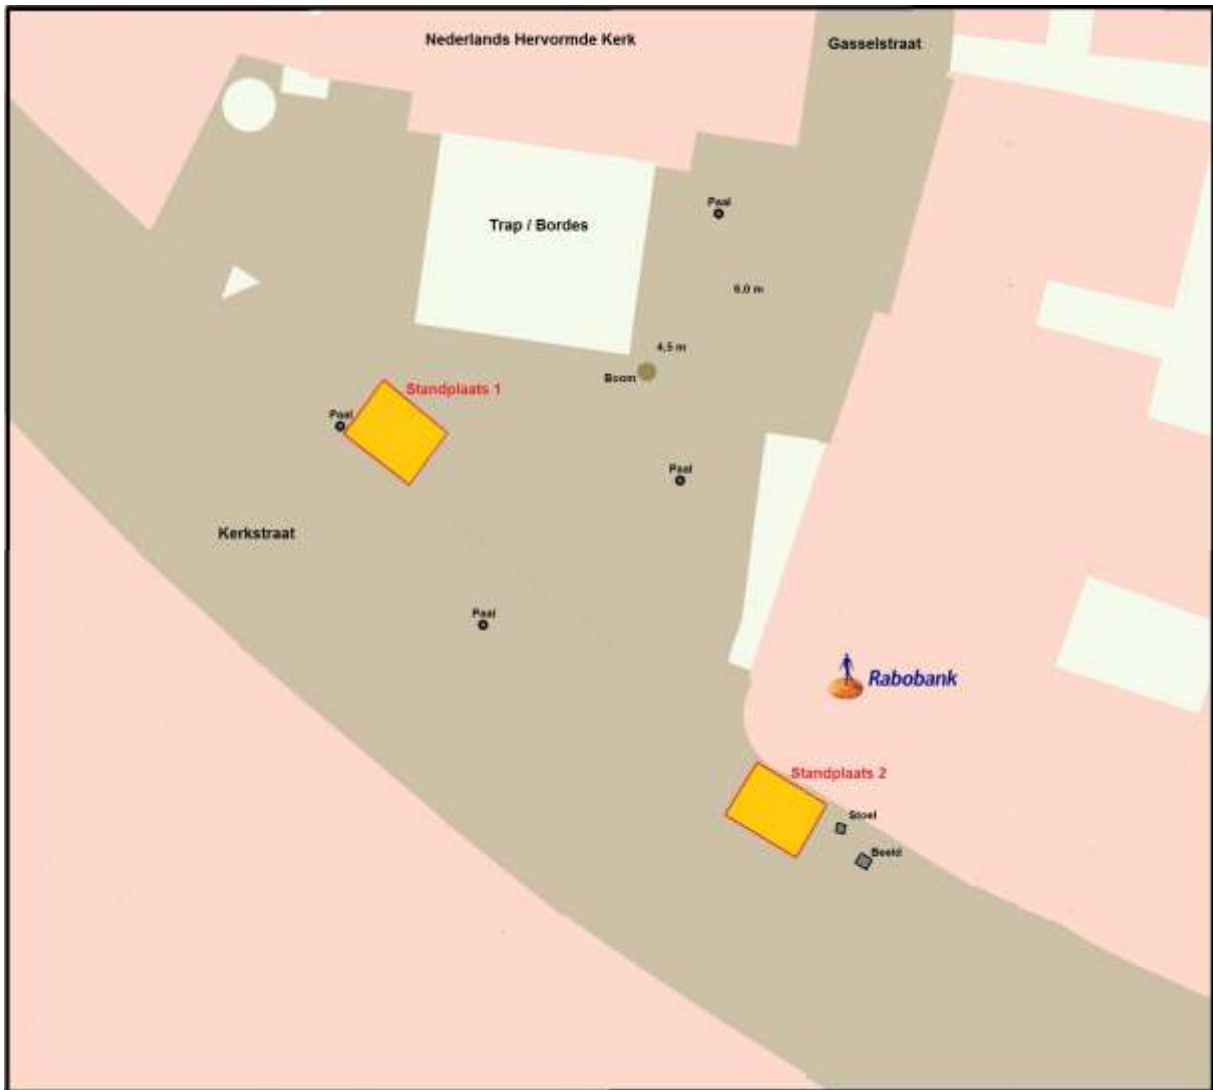 Nederlands Hervormde Kerk
Gasselstraat
Paal
Trap / Bordes
6,0 m
4,5 m
Boom
Standplaats 1
Paal
Paal
Kerkstraat
Paal
Rabobank
Standplaats 2
Stoel
Beeld